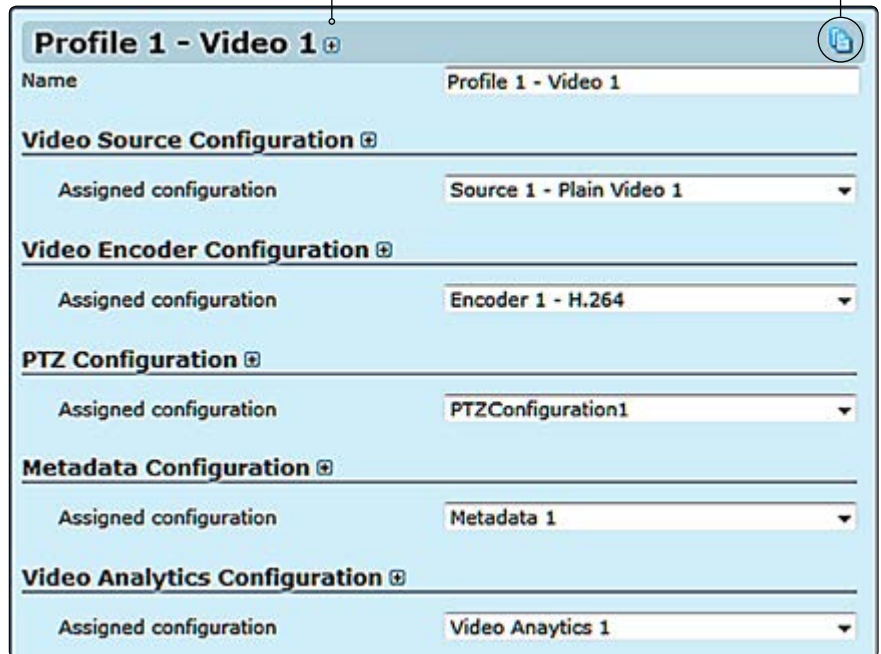 Profile 1 - Video 1
Name Profile 1 - Video 1
Video Source Configuration
Assigned configuration Source 1 - Plain Video 1
Video Encoder Configuration
Assigned configuration Encoder 1 - H.264
PTZ Configuration
Assigned configuration PTZConfiguration1
Metadata Configuration
Assigned configuration Metadata 1
Video Analytics Configuration
Assigned configuration Video Anaytics 1